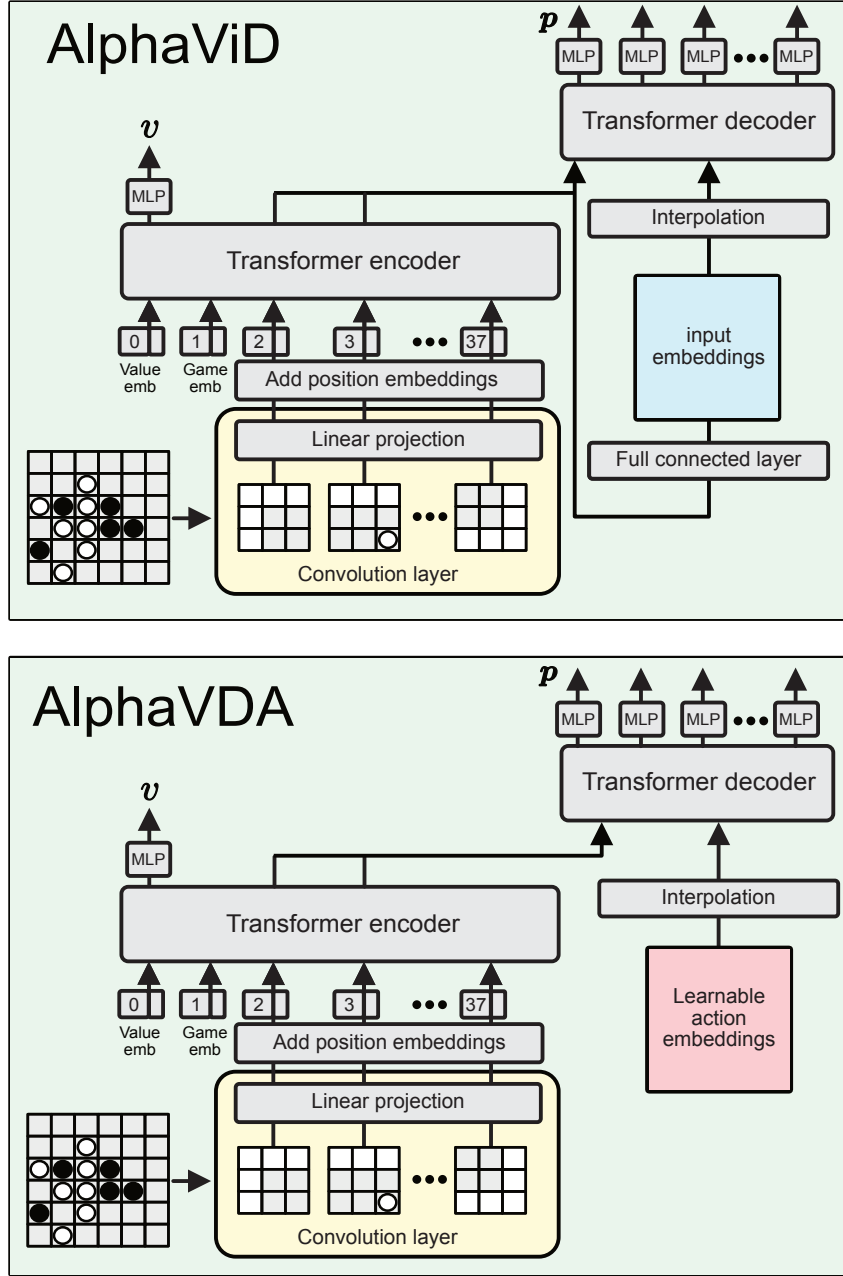 AlphaViD
p
MLP MLP MLP ••• MLP
Transformer decoder
v
MLP
Interpolation
Transformer encoder
input
embeddings
0 1 2 3 ••• 37
Value
emb
Game
emb
Add position embeddings
Linear projection
Full connected layer
•••
Convolution layer
AlphaVDA
p
MLP MLP MLP ••• MLP
Transformer decoder
v
MLP
Interpolation
Transformer encoder
Learnable
action
embeddings
0 1 2 3 ••• 37
Value
emb
Game
emb
Add position embeddings
Linear projection
•••
Convolution layer